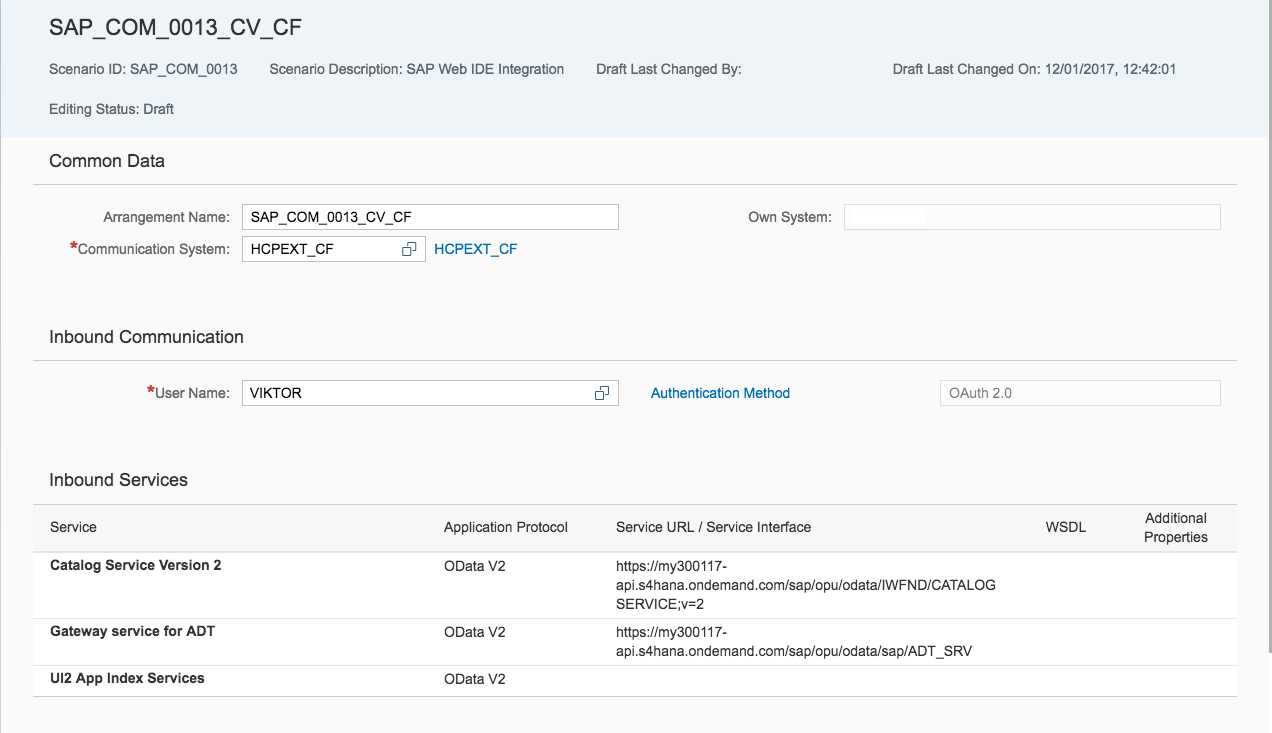 SAP_COM_0013_CV_CF
Scenario ID: SAP_COM_0013 Scenario Description: SAP Web IDE Integration Draft Last Changed By: Draft Last Changed On: 12/01/2017, 12:42:01
Editing Status: Draft
Common Data
Arrangement Name: SAP_COM_0013_CV_CF Own System:
*Communication System: HCPEXT_CF HCPEXT_CF
Inbound Communication
*User Name: VIKTOR Authentication Method OAuth 2.0
Inbound Services
Service Application Protocol Service URL / Service Interface WSDL Additional
Properties
Catalog Service Version 2 OData V2 https://my300117-
api.s4hana.ondemand.com/sap/opu/odata/IWFND/CATALOG
SERVICE;v=2
Gateway service for ADT OData V2 https://my300117-
api.s4hana.ondemand.com/sap/opu/odata/sap/ADT_SRV
UI2 App Index Services OData V2